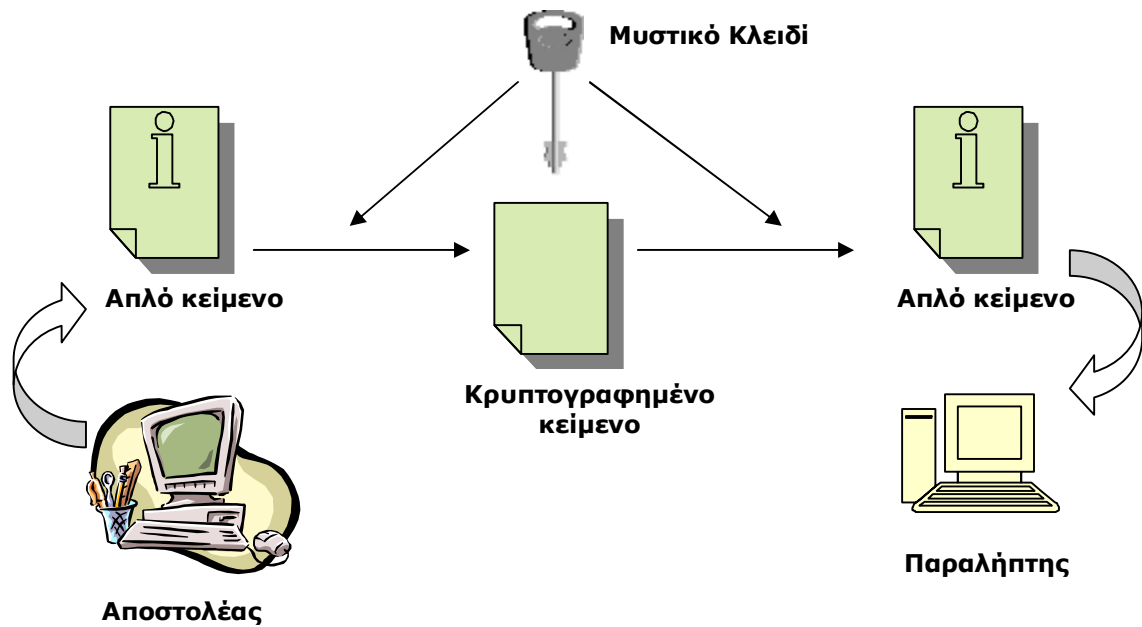 Μυστικό Κλειδί
Απλό κείμενο
Απλό κείμενο
Κρυπτογραφημένο
κείμενο
Παραλήπτης
Αποστολέας